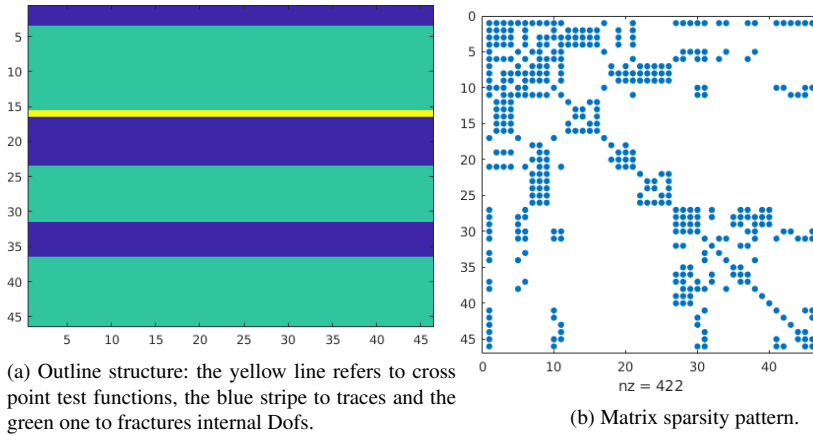 5
10
15
20
25
30
35
40
45
5 10 15 20 25 30 35 40 45
(a) Outline structure: the yellow line refers to cross
point test functions, the blue stripe to traces and the
green one to fractures internal Dofs.
0
5
10
15
20
25
30
35
40
45
0 20 40
nz = 422
(b) Matrix sparsity pattern.